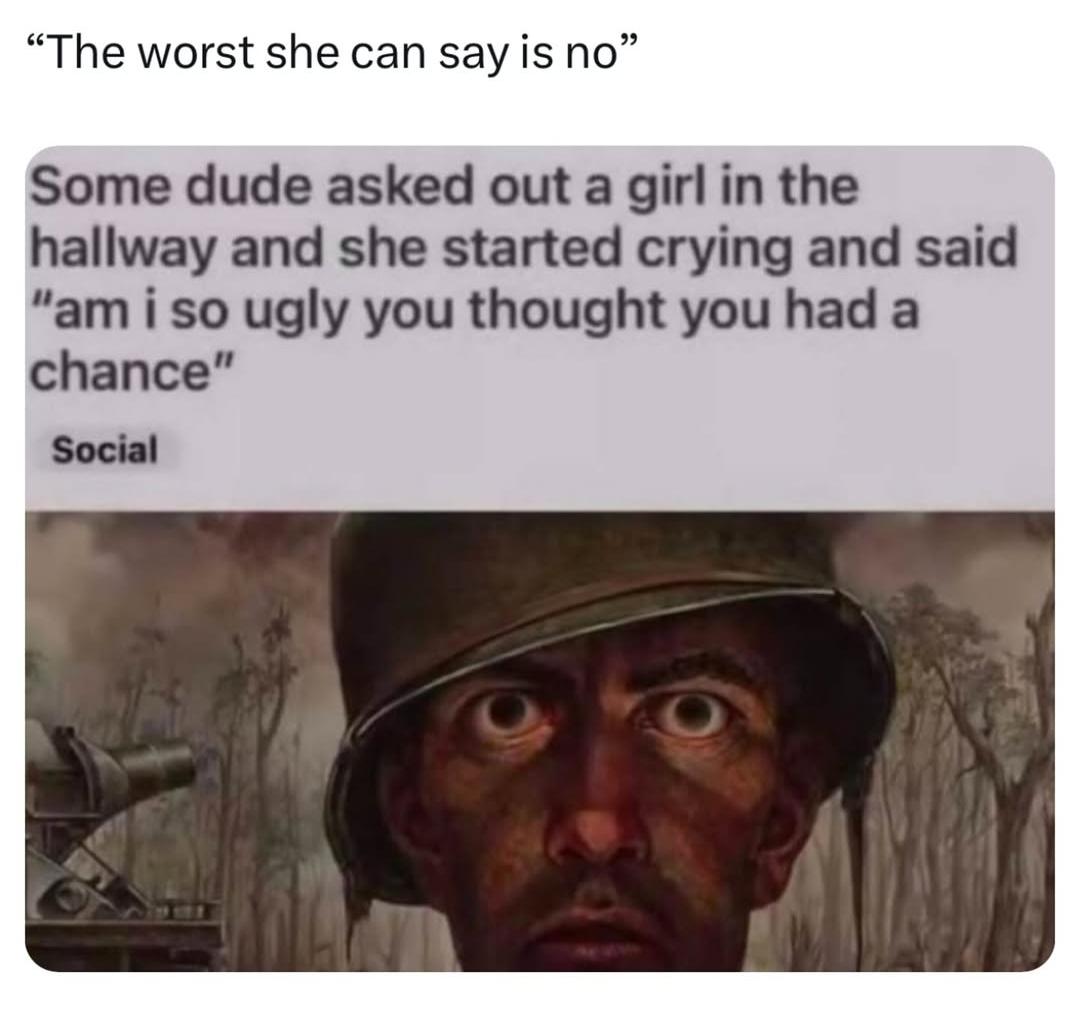 “The worst she can say is no”
Some dude asked out a girl in the
hallway and she started crying and said
"am i so ugly you thought you had a
chance"
Social